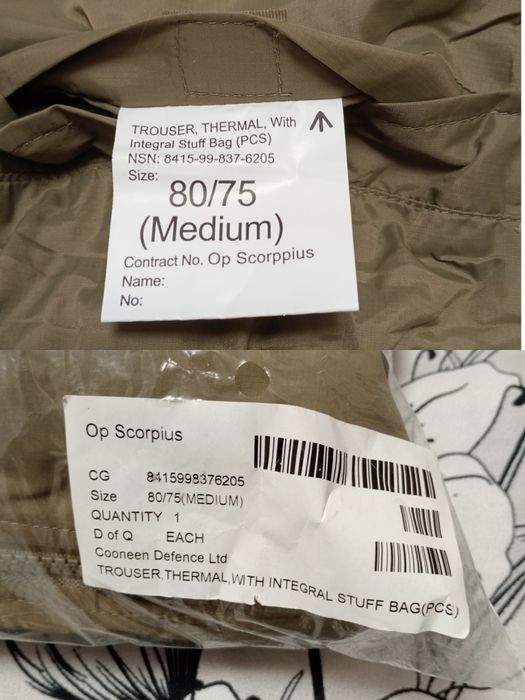 TROUSER, THERMAL, With
Integral Stuff Bag (PCS)
NSN: 8415-99-837-6205
Size:
80/75
(Medium)
Contract No. Op Scorppius
Name:
No:
Op Scorpius
CG 8415998376205
Size 80/75(MEDIUM)
QUANTITY 1
D of Q EACH
Cooneen Defence Ltd
TROUSER,THERMAL,WITH INTEGRAL STUFF BAG(PCS)